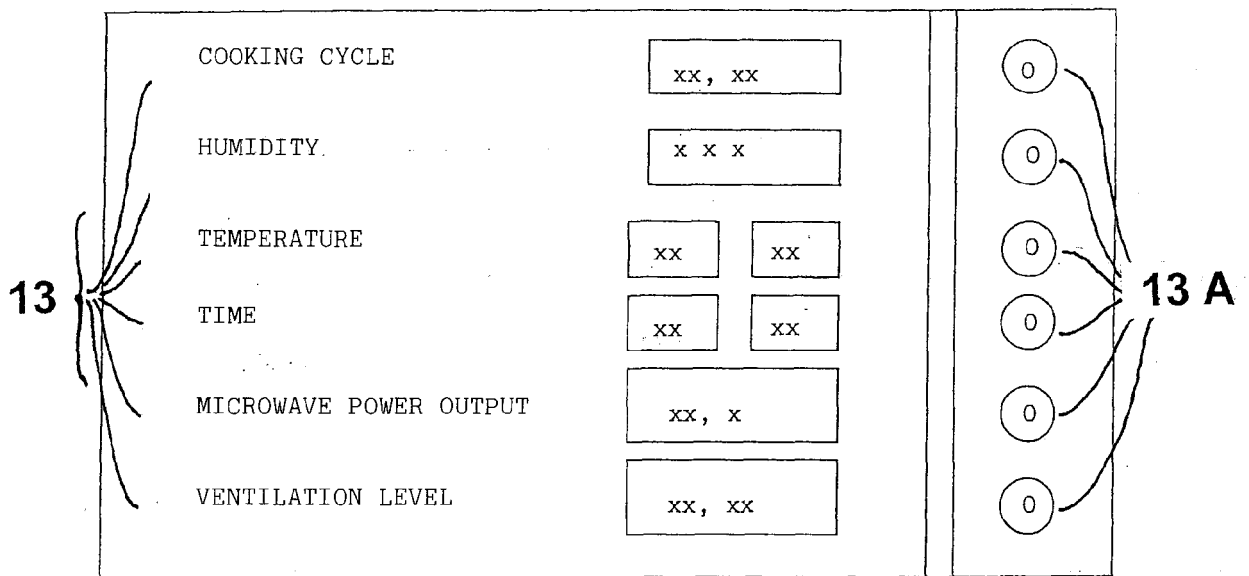 COOKING CYCLE xx, xx O
HUMIDITY x x x O
TEMPERATURE xx xx O
13 13 A
TIME xx xx O
MICROWAVE POWER OUTPUT xx, x O
VENTILATION LEVEL xx, xx O